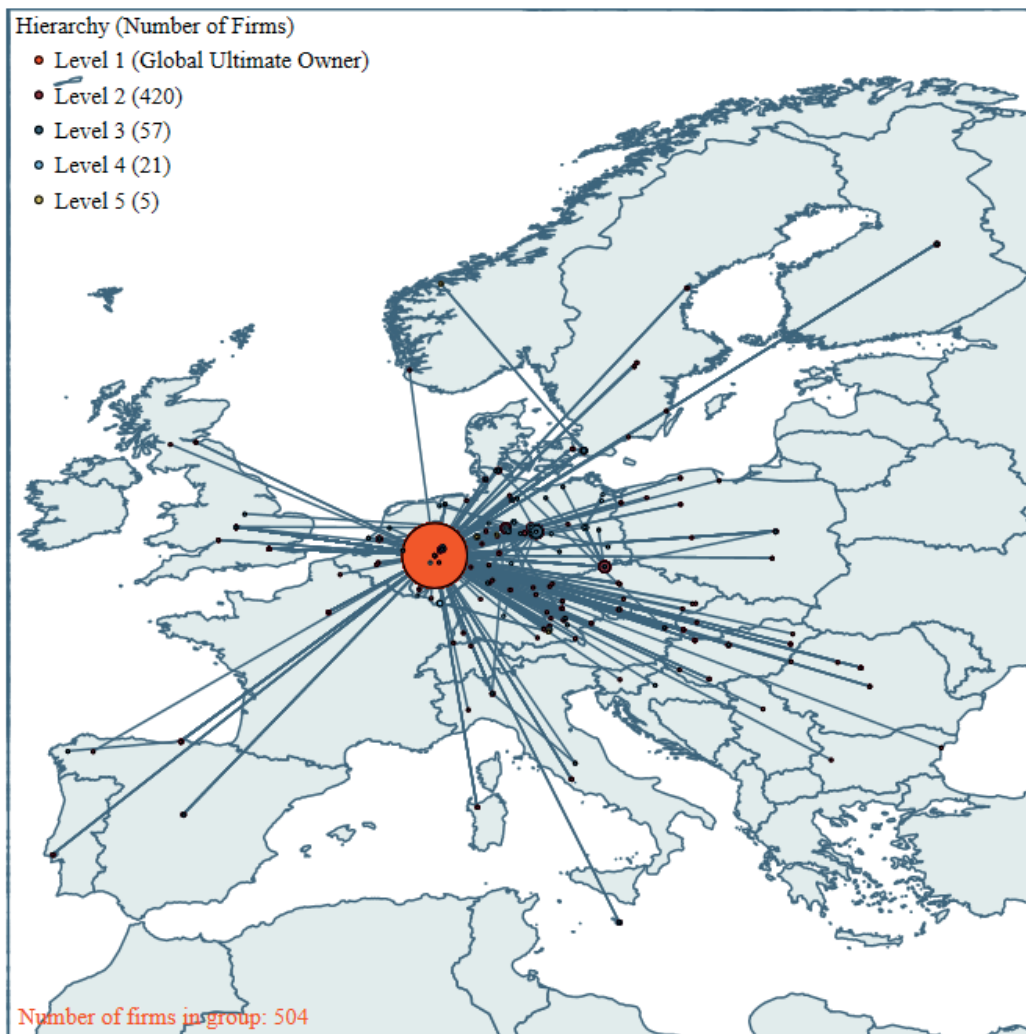 Hierarchy (Number of Firms)
Level 1 (Global Ultimate Owner)
Level 2 (420)
Level 3 (57)
Level 4 (21)
Level 5 (5)
Number of firms in group: 504